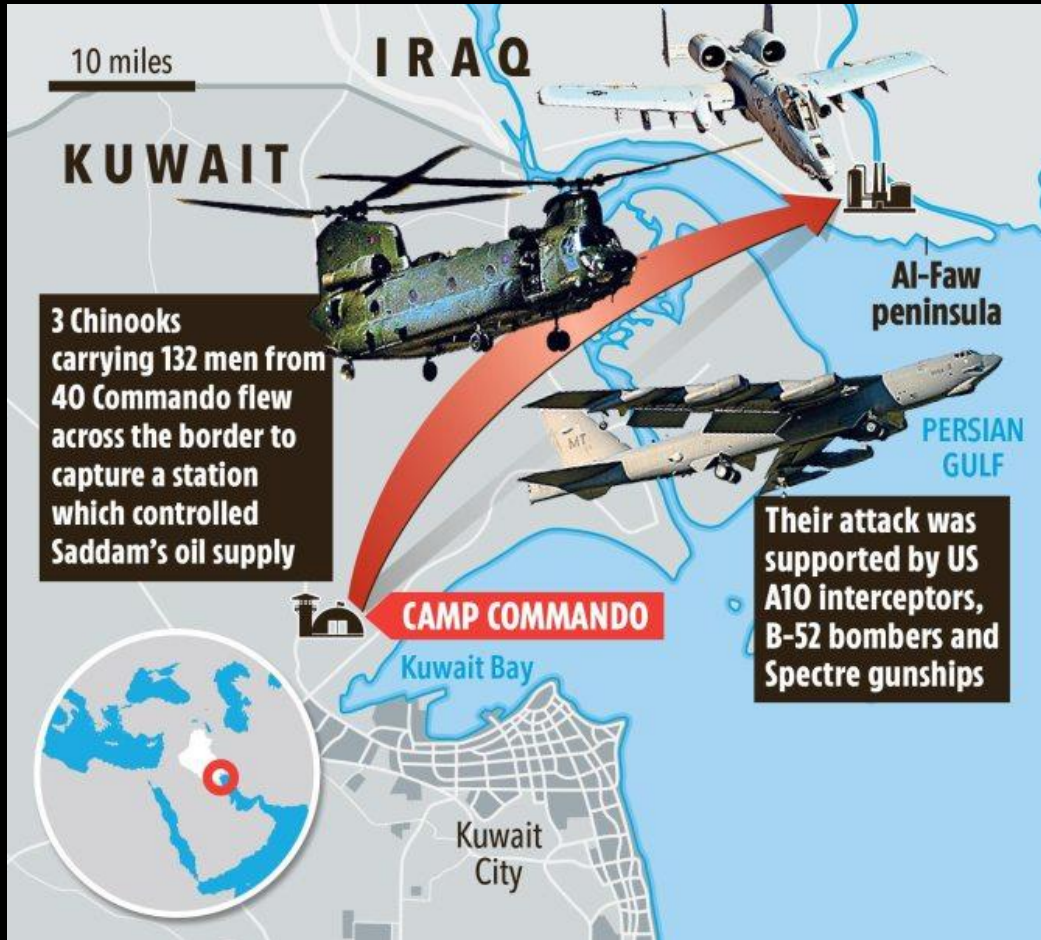 10 miles
IRAQ
KUWAIT
3 Chinooks
carrying 132 men from
40 Commando flew
across the border to
capture a station
which controlled
Saddam's oil supply
Al-Faw
peninsula
MT
PERSIAN
GULF
Their attack was
supported by US
A10 interceptors,
B-52 bombers and
Spectre gunships
CAMP COMMANDO
Kuwait Bay
Kuwait
City